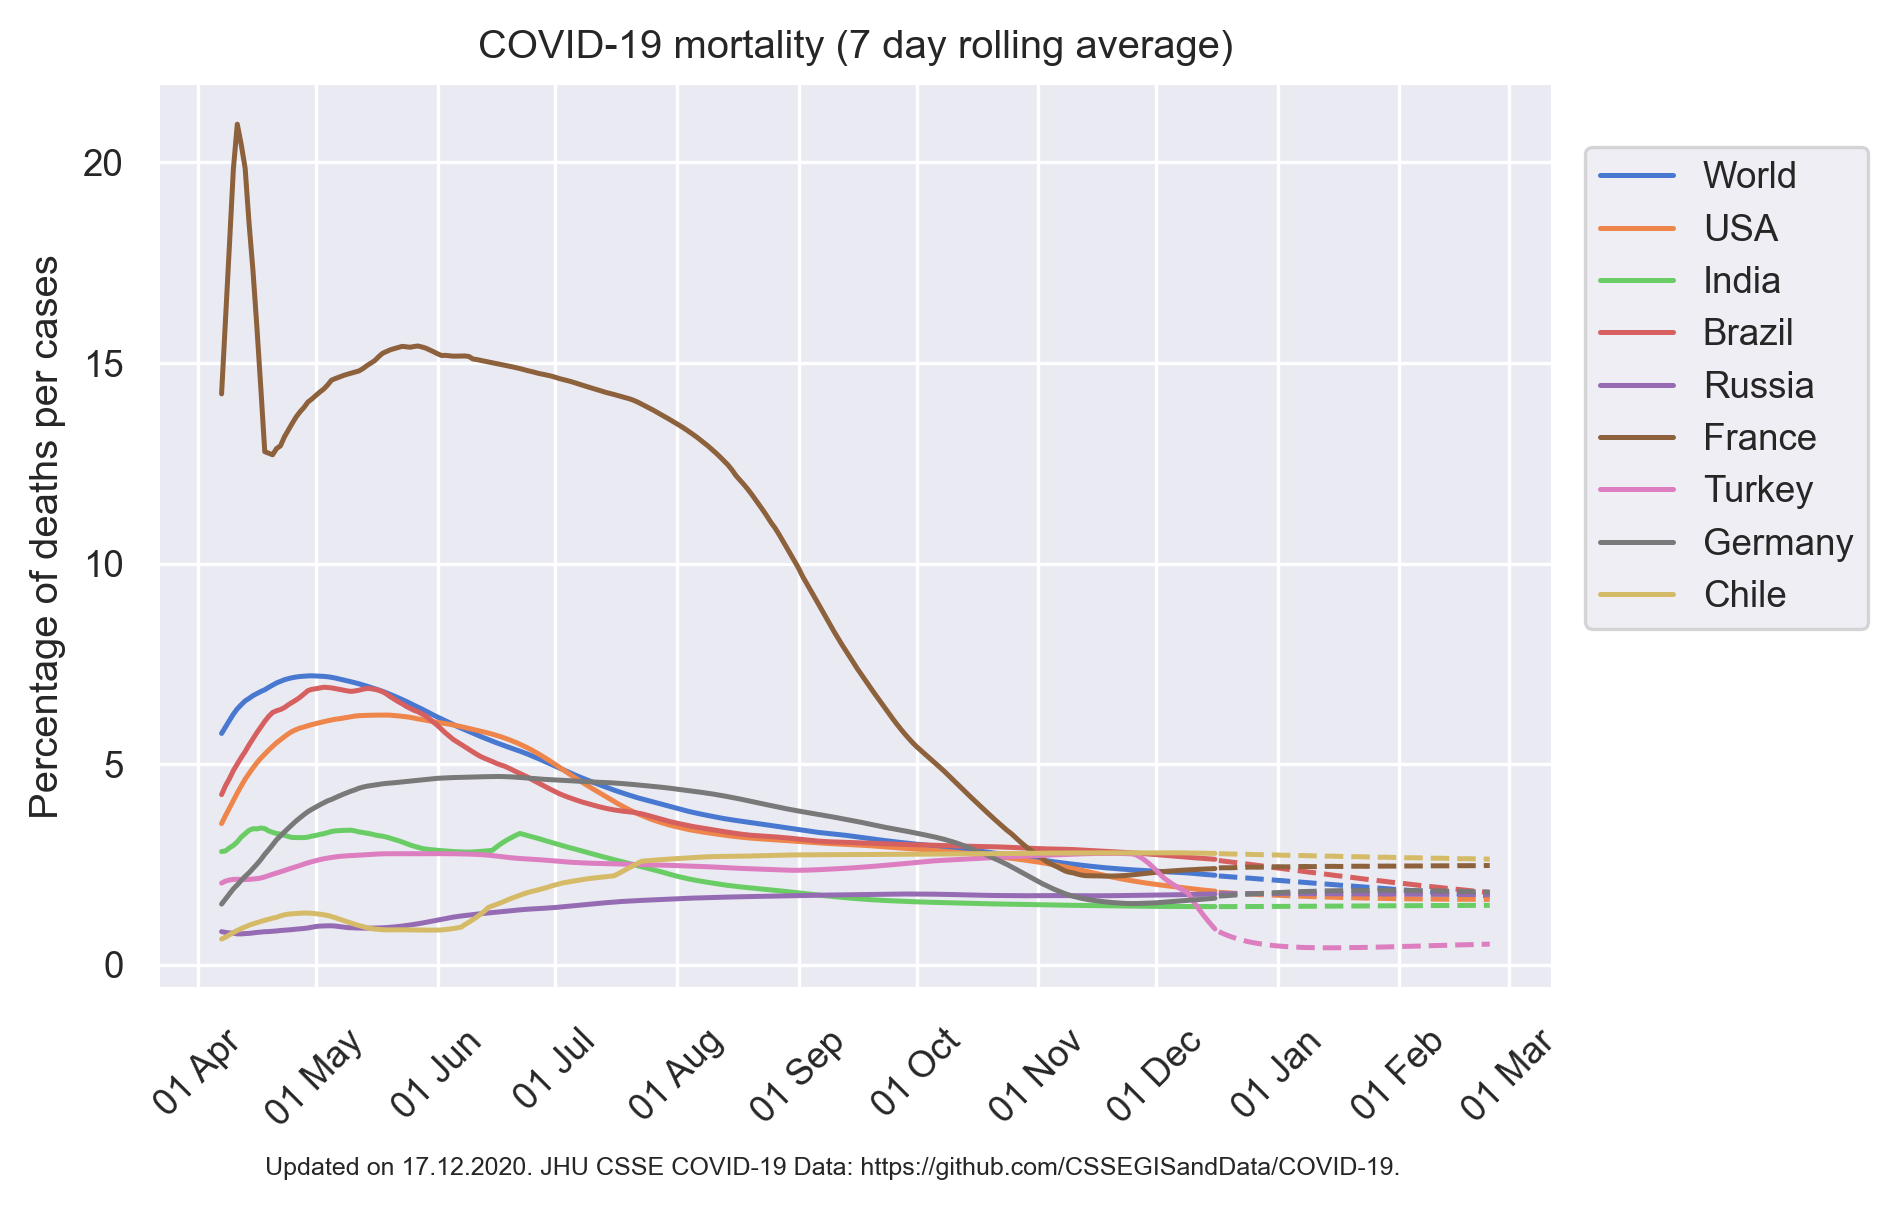 COVID-19 mortality (7 day rolling average)
Percentage of deaths per cases
20
15
10
5
0
01 Apr
01 May
01 Jun
01 Jul
01 Aug
01 Sep
01 Oct
01 Nov
01 Dec
01 Jan
01 Feb
01 Mar
World
USA
India
Brazil
Russia
France
Turkey
Germany
Chile
Updated on 17.12.2020. JHU CSSE COVID-19 Data: https://github.com/CSSEGISandData/COVID-19.